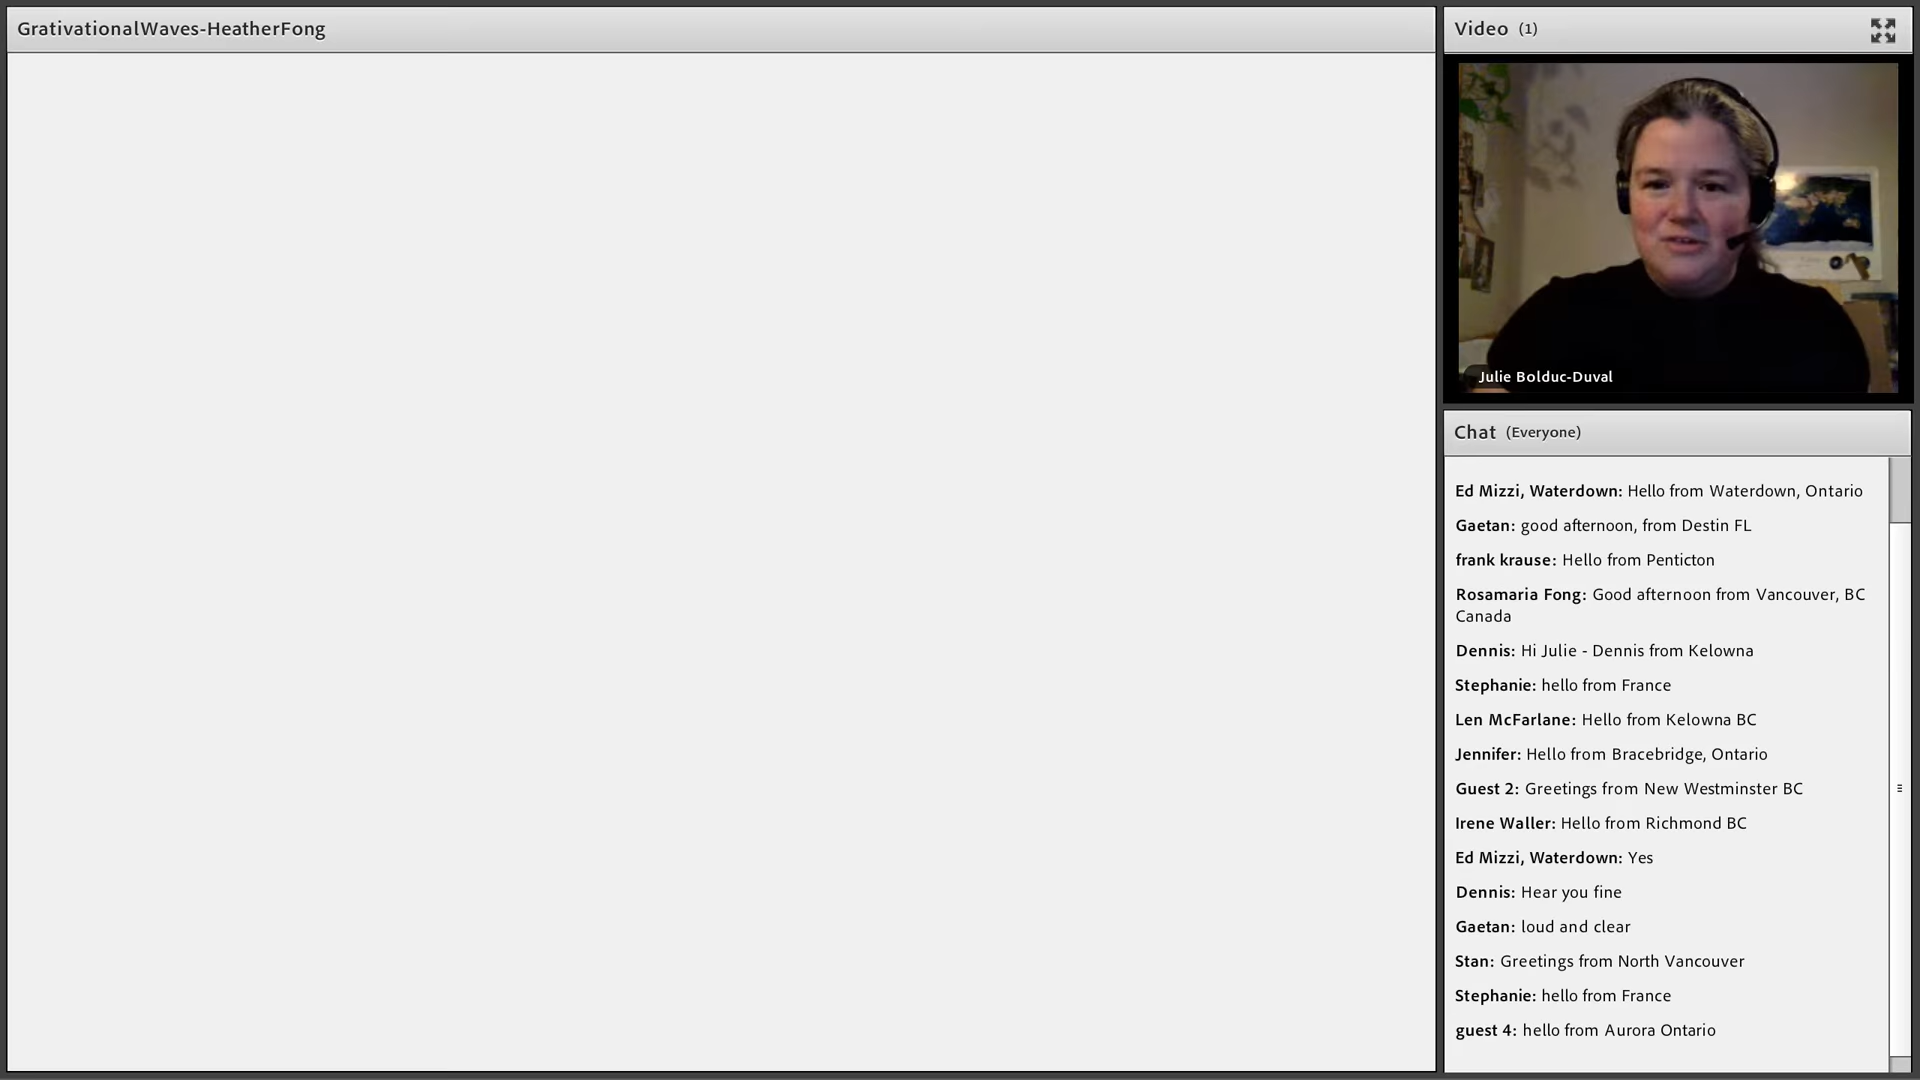 GrativationalWaves-HeatherFong
Video (1)
Julie Bolduc-Duval
Chat (Everyone)
Ed Mizzi, Waterdown: Hello from Waterdown, Ontario
Gaetan: good afternoon, from Destin FL
frank krause: Hello from Penticton
Rosamaria Fong: Good afternoon from Vancouver, BC
Canada
Dennis: Hi Julie - Dennis from Kelowna
Stephanie: hello from France
Len McFarlane: Hello from Kelowna BC
Jennifer: Hello from Bracebridge, Ontario
Guest 2: Greetings from New Westminster BC
Irene Waller: Hello from Richmond BC
Ed Mizzi, Waterdown: Yes
Dennis: Hear you fine
Gaetan: loud and clear
Stan: Greetings from North Vancouver
Stephanie: hello from France
guest 4: hello from Aurora Ontario